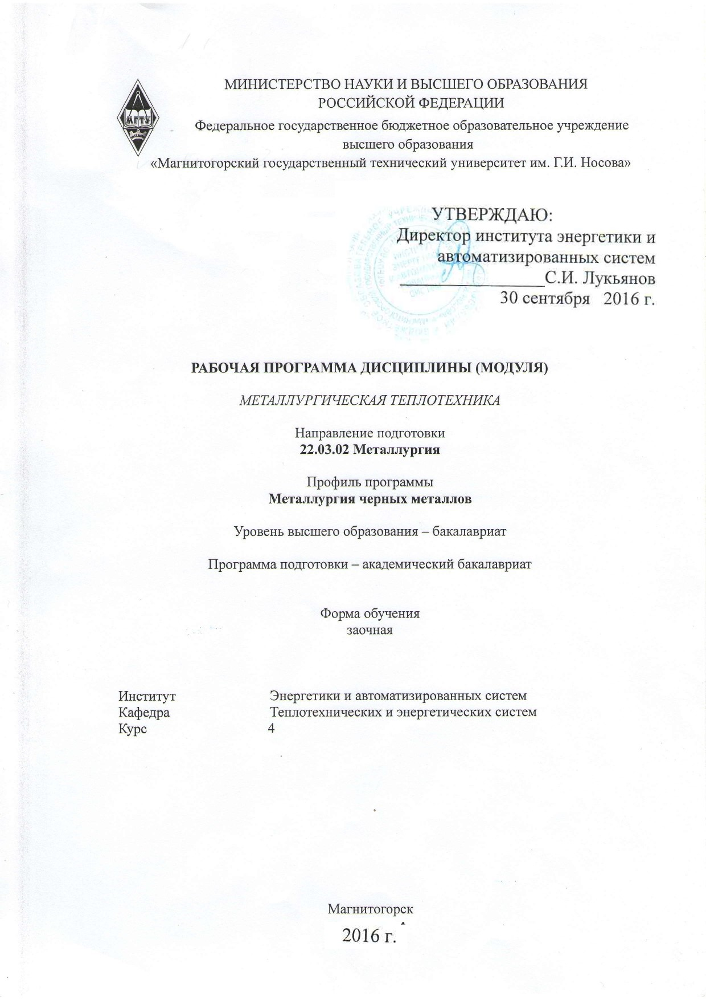 МИНИСТЕРСТВО НАУКИ И ВЫСШЕГО ОБРАЗОВАНИЯ
РОССИЙСКОЙ ФЕДЕРАЦИИ
МГТУ
Федеральное государственное бюджетное образовательное учреждение
высшего образования
«Магнитогорский государственный технический университет им. Г.И. Носова»
УТВЕРЖДАЮ:
Директор института энергетики и
автоматизированных систем
С.И. Лукьянов
30 сентября 2016 г.
РАБОЧАЯ ПРОГРАММА ДИСЦИПЛИНЫ (МОДУЛЯ)
МЕТАЛЛУРГИЧЕСКАЯ ТЕПЛОТЕХНИКА
Направление подготовки
22.03.02 Металлургия
Профиль программы
Металлургия черных металлов
Уровень высшего образования – бакалавриат
Программа подготовки – академический бакалавриат
Форма обучения
заочная
Институт Энергетики и автоматизированных систем
Кафедра Теплотехнических и энергетических систем
Курс 4
Магнитогорск
2016 г.